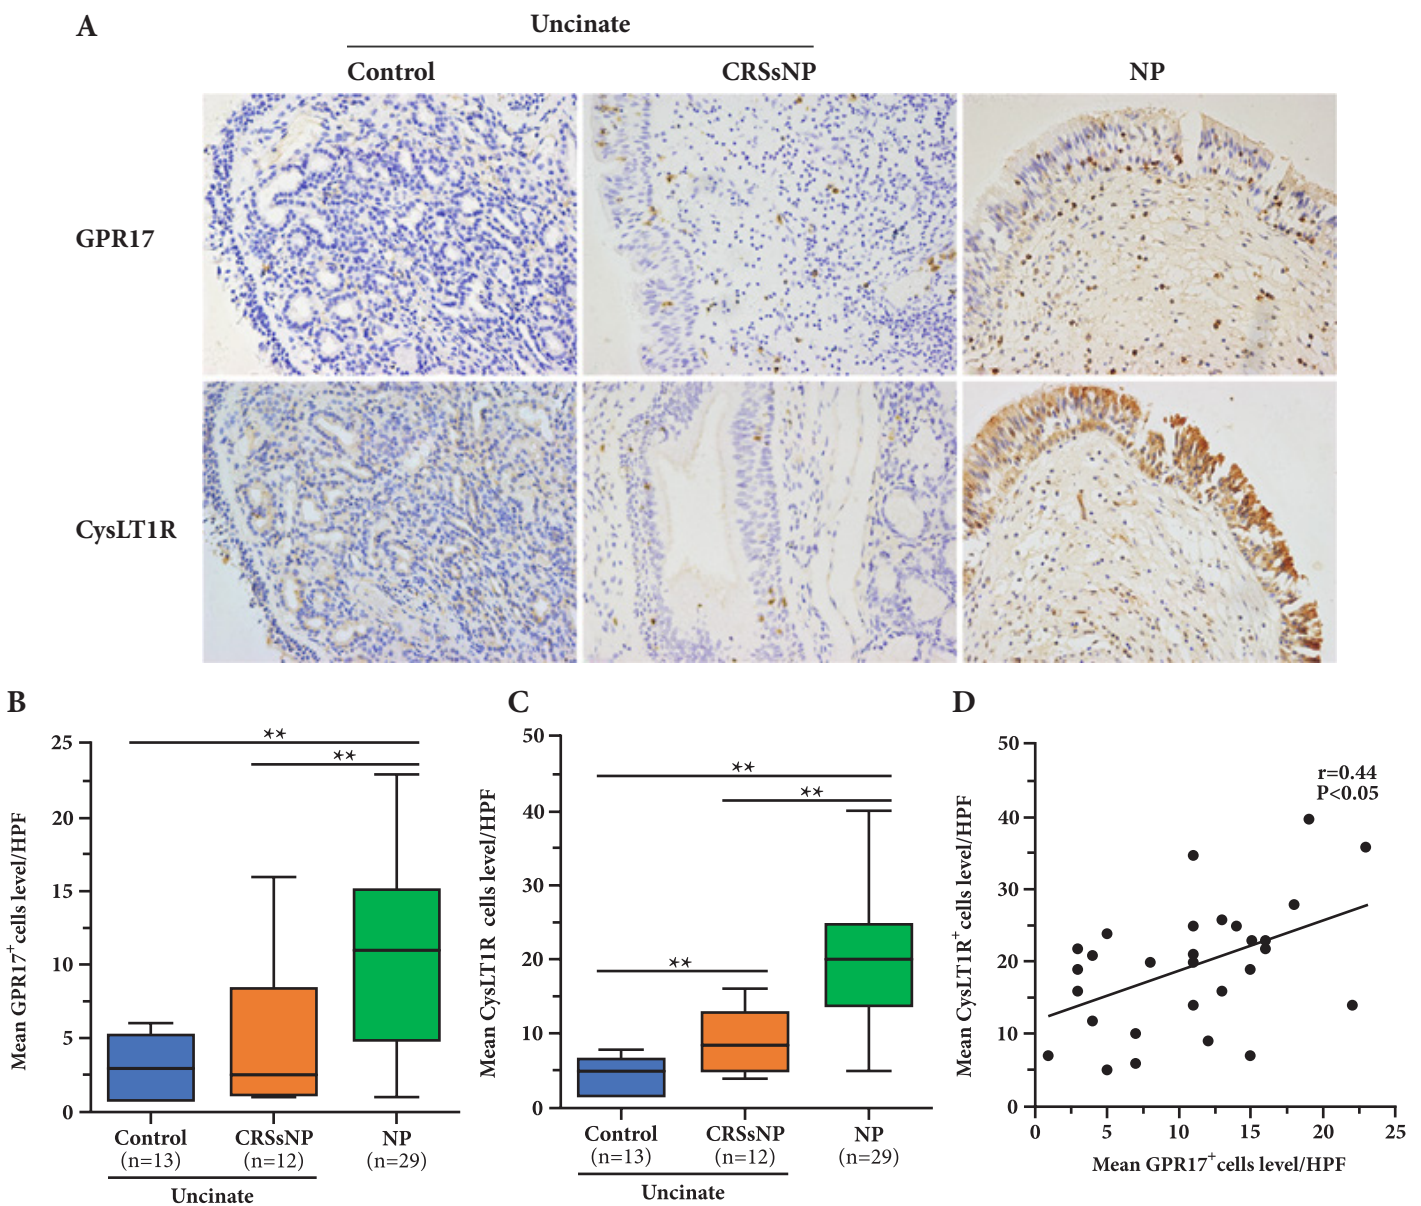 A
Uncinate
Control CRSsNP NP
GPR17
CysLT1R
B
Mean GPR17+cells level/HPF
25
20
15
10
5
0
**
**
Control CRSsNP NP
(n=13) (n=12) (n=29)
Uncinate
C
Mean CysLT1R cells level/HPF
50
40
30
20
10
0
**
**
**
Control CRSsNP NP
(n=13) (n=12) (n=29)
Uncinate
D
Mean CysLT1R+cells level/HPF
50
40
30
20
10
0
r=0.44
P<0.05
0 5 10 15 20 25
Mean GPR17+cells level/HPF